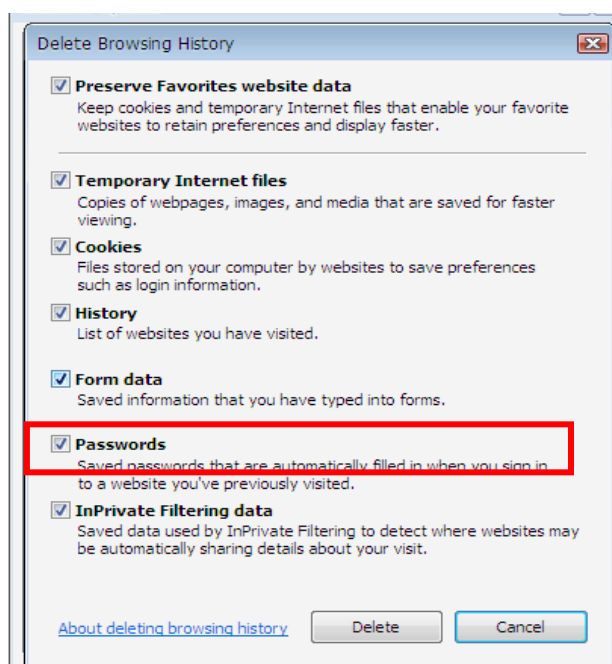 Delete Browsing History
Preserve Favorites website data
Keep cookies and temporary Internet files that enable your favorite
websites to retain preferences and display faster.
Temporary Internet files
Copies of webpages, images, and media that are saved for faster
viewing.
Cookies
Files stored on your computer by websites to save preferences
such as login information.
History
List of websites you have visited.
Form data
Saved information that you have typed into forms.
Passwords
Saved passwords that are automatically filled in when you sign in
to a website you've previously visited.
InPrivate Filtering data
Saved data used by InPrivate Filtering to detect where websites may
be automatically sharing details about your visit.
About deleting browsing history Delete Cancel